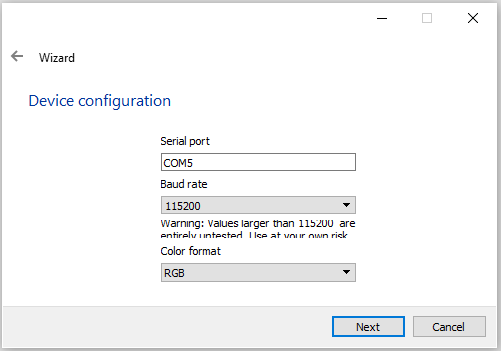 Wizard
Device configuration
Serial port
COM5
Baud rate
115200
Warning: Values larger than 115200 are
entirely untested. Use at your own risk
Color format
RGB
Next
Cancel